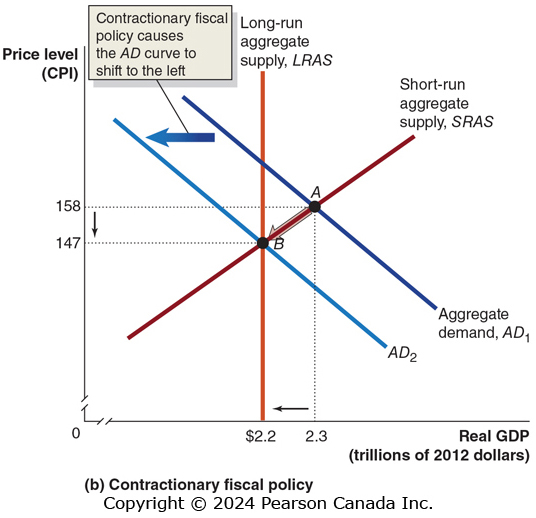 Contractionary fiscal
policy causes
the AD curve to
shift to the left
Price level
(CPI)
Long-run
aggregate
supply, LRAS
Short-run
aggregate
supply, SRAS
A
158
147
B
Aggregate
demand, AD1
AD2
0
$2.2
2.3
Real GDP
(trillions of 2012 dollars)
(b) Contractionary fiscal policy
Copyright © 2024 Pearson Canada Inc.